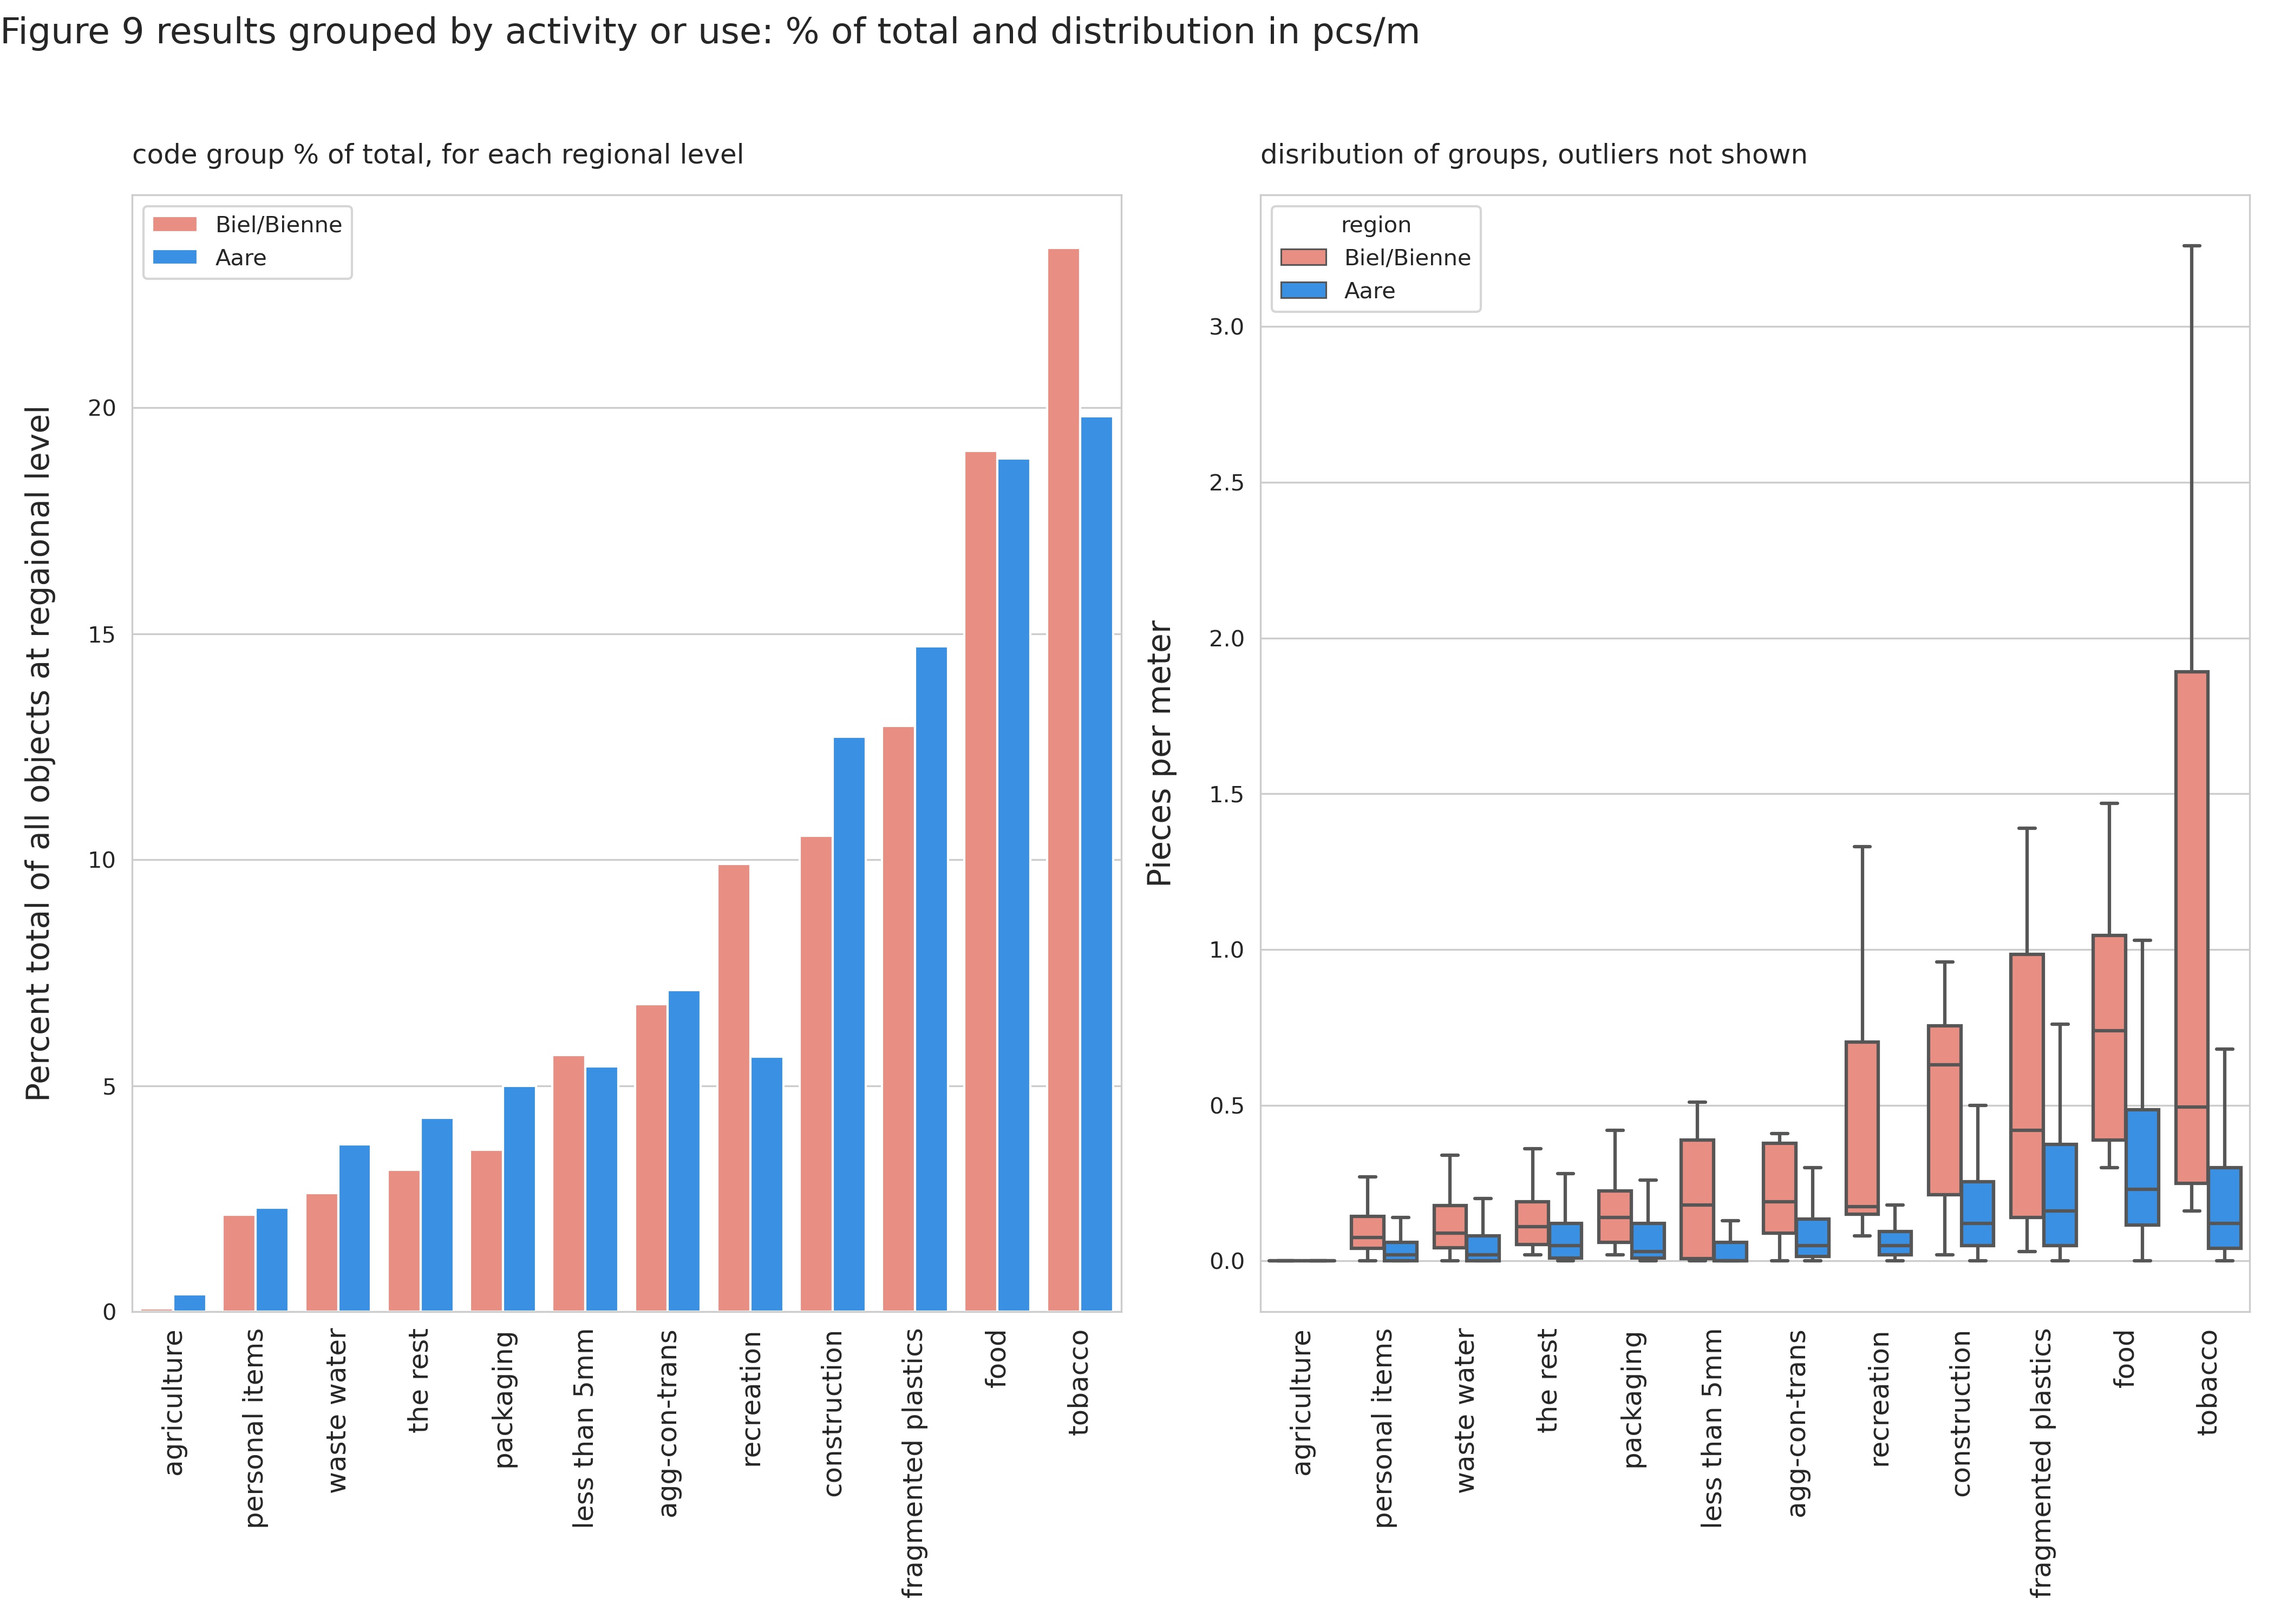 Figure 9 results grouped by activity or use: % of total and distribution in pcs/m
code group % of total, for each regional level
Percent total of all objects at regaional level
Biel/Bienne
Aare
20
15
10
5
0
agriculture
personal items
waste water
the rest
packaging
less than 5mm
agg-con-trans
recreation
construction
fragmented plastics
food
tobacco
disribution of groups, outliers not shown
Pieces per meter
region
Biel/Bienne
Aare
3.0
2.5
2.0
1.5
1.0
0.5
0.0
agriculture
personal items
waste water
the rest
packaging
less than 5mm
agg-con-trans
recreation
construction
fragmented plastics
food
tobacco